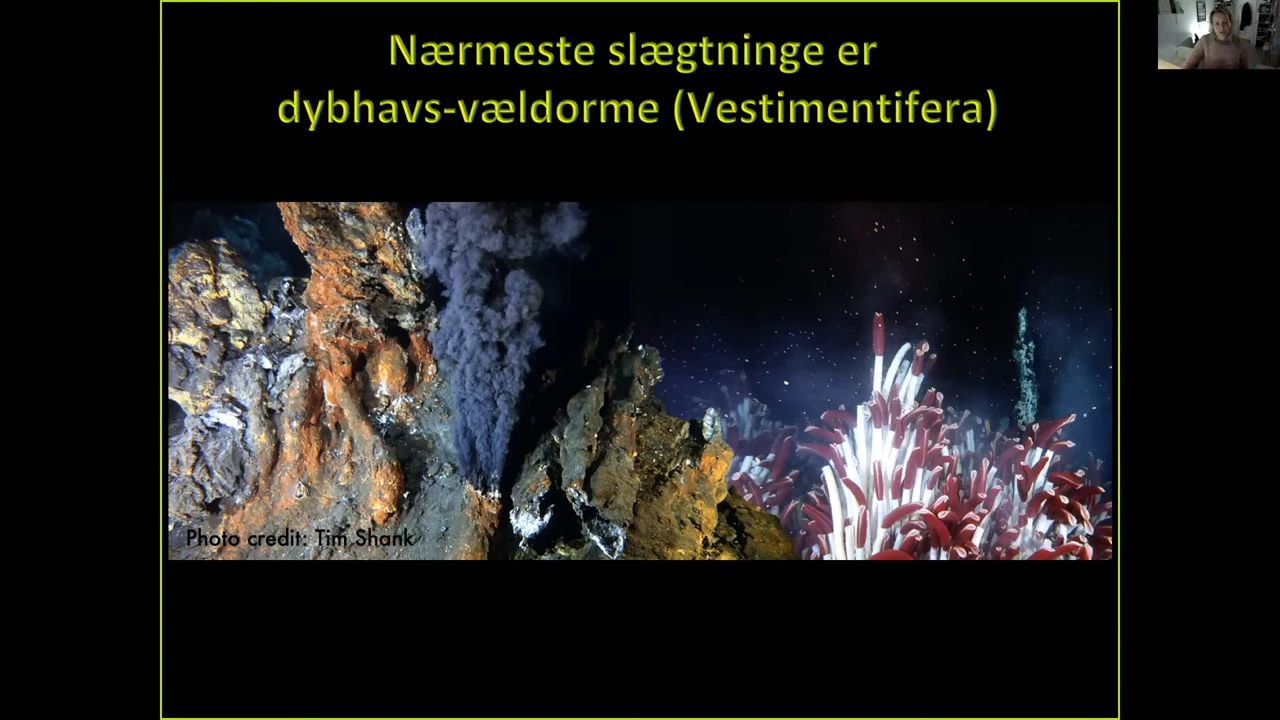 Nærmeste slægtninge er
dybhavs-vældorme (Vestimentifera)
Photo credit: Tim Shank